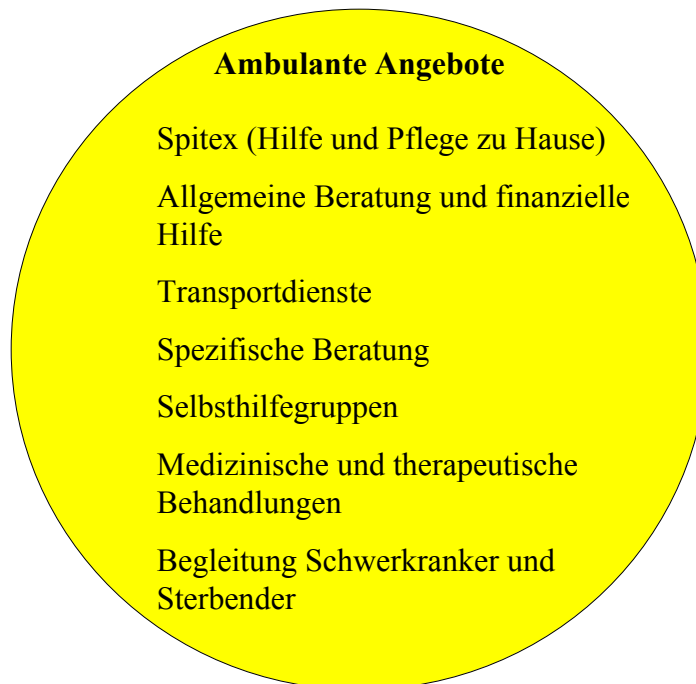 Ambulante Angebote
Spitex (Hilfe und Pflege zu Hause)
Allgemeine Beratung und finanzielle
Hilfe
Transportdienste
Spezifische Beratung
Selbsthilfegruppen
Medizinische und therapeutische
Behandlungen
Begleitung Schwerkranker und
Sterbender